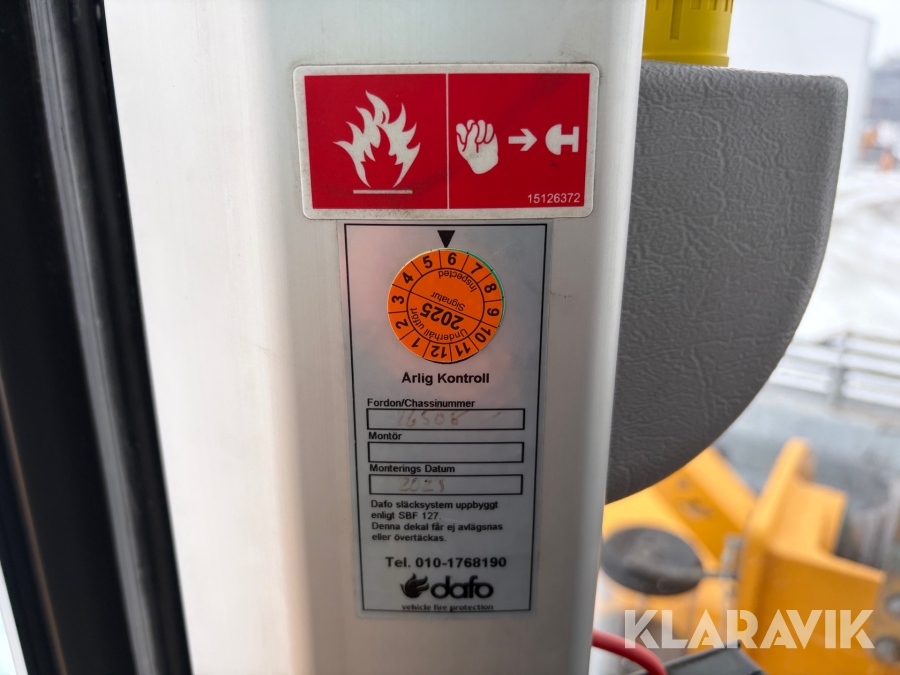 15126372
1 2 3 4 5 6 7 8 9 10 11 12
Inspected
Signatur
2025
Underhåll utfört
Årlig Kontroll
Fordon/Chassinummer
16508
Montör
Monterings Datum
Dafo släcksystem uppbyggt
enligt SBF 127.
Denna dekal får ej avlägsnas
eller övertäckas.
Tel. 010-1768190
dafo
vehicle fire protection
KLARAVIK